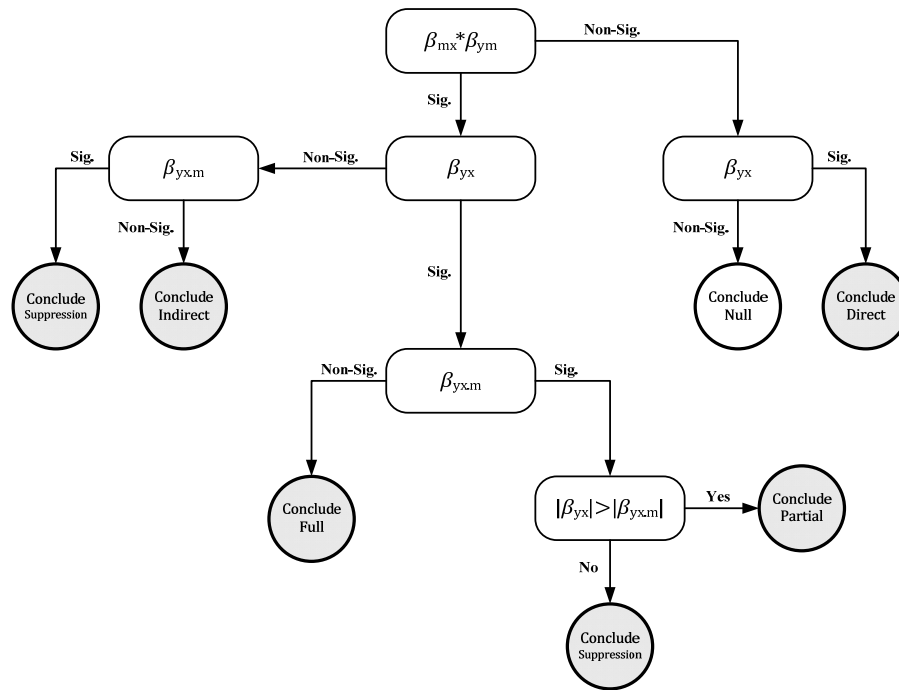 βmx*βym
Non-Sig.
Sig.
Sig.
βyx.m
Non-Sig.
βyx
βyx
Sig.
Non-Sig.
Non-Sig.
Sig.
Conclude
Suppression
Conclude
Indirect
Conclude
Null
Conclude
Direct
Non-Sig.
βyx.m
Sig.
Conclude
Full
|βyx|>|βyx.m|
Yes
Conclude
Partial
No
Conclude
Suppression